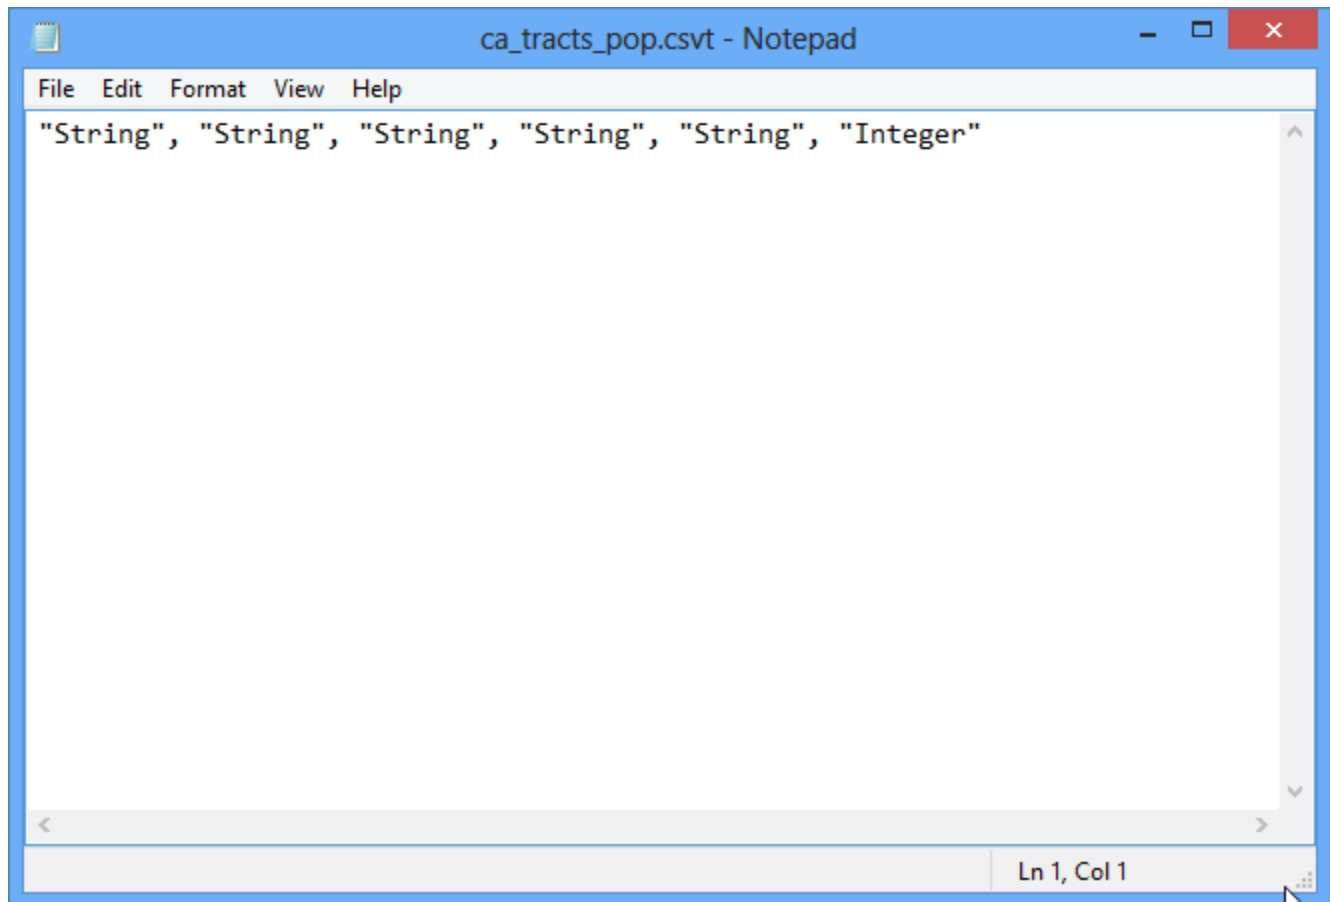 ca_tracts_pop.csvt - Notepad
File Edit Format View Help
"String", "String", "String", "String", "String", "Integer"
Ln 1, Col 1